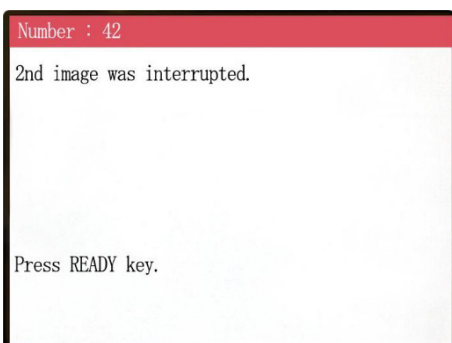 Number : 42
2nd image was interrupted.
Press READY key.